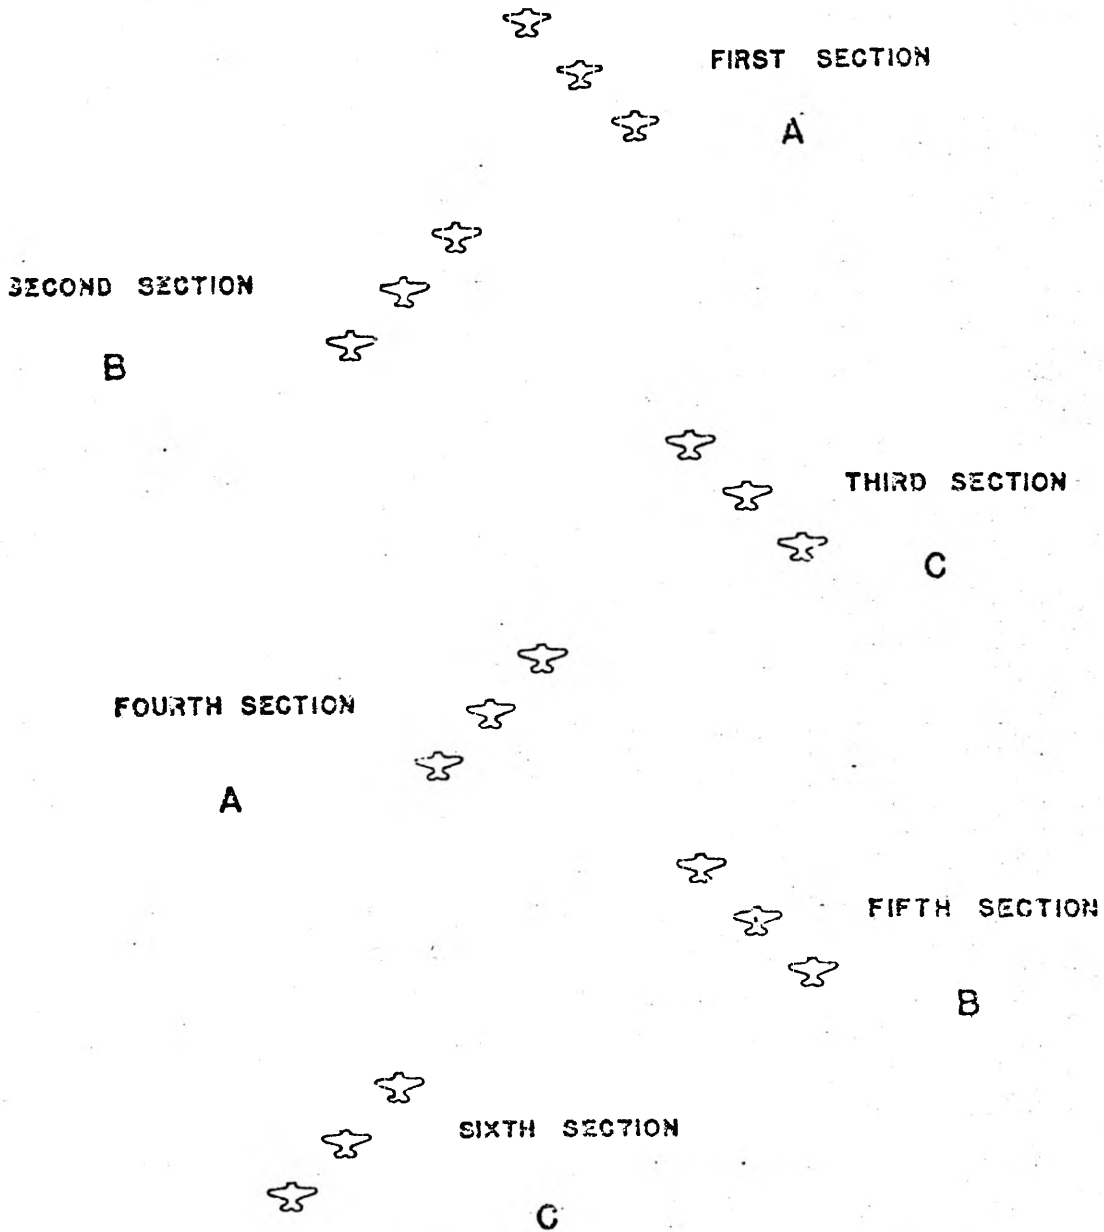 FIRST SECTION
A
SECOND SECTION
B
THIRD SECTION
C
FOURTH SECTION
A
FIFTH SECTION
B
SIXTH SECTION
C